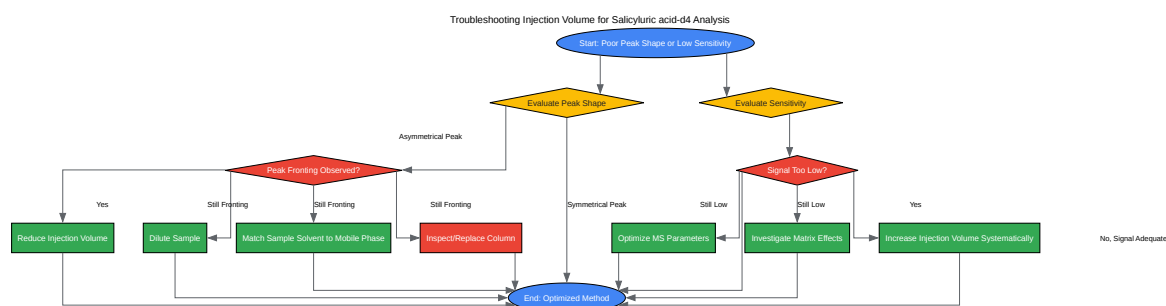 Troubleshooting Injection Volume for Salicyluric acid-d4 Analysis
Start: Poor Peak Shape or Low Sensitivity
Evaluate Peak Shape
Evaluate Sensitivity
Asymmetrical Peak
Peak Fronting Observed?
Signal Too Low?
Yes
Still Fronting
Still Fronting
Still Fronting
Symmetrical Peak
Still Low
Still Low
Yes
Reduce Injection Volume
Dilute Sample
Match Sample Solvent to Mobile Phase
Inspect/Replace Column
Optimize MS Parameters
Investigate Matrix Effects
Increase Injection Volume Systematically
No, Signal Adequate
End: Optimized Method